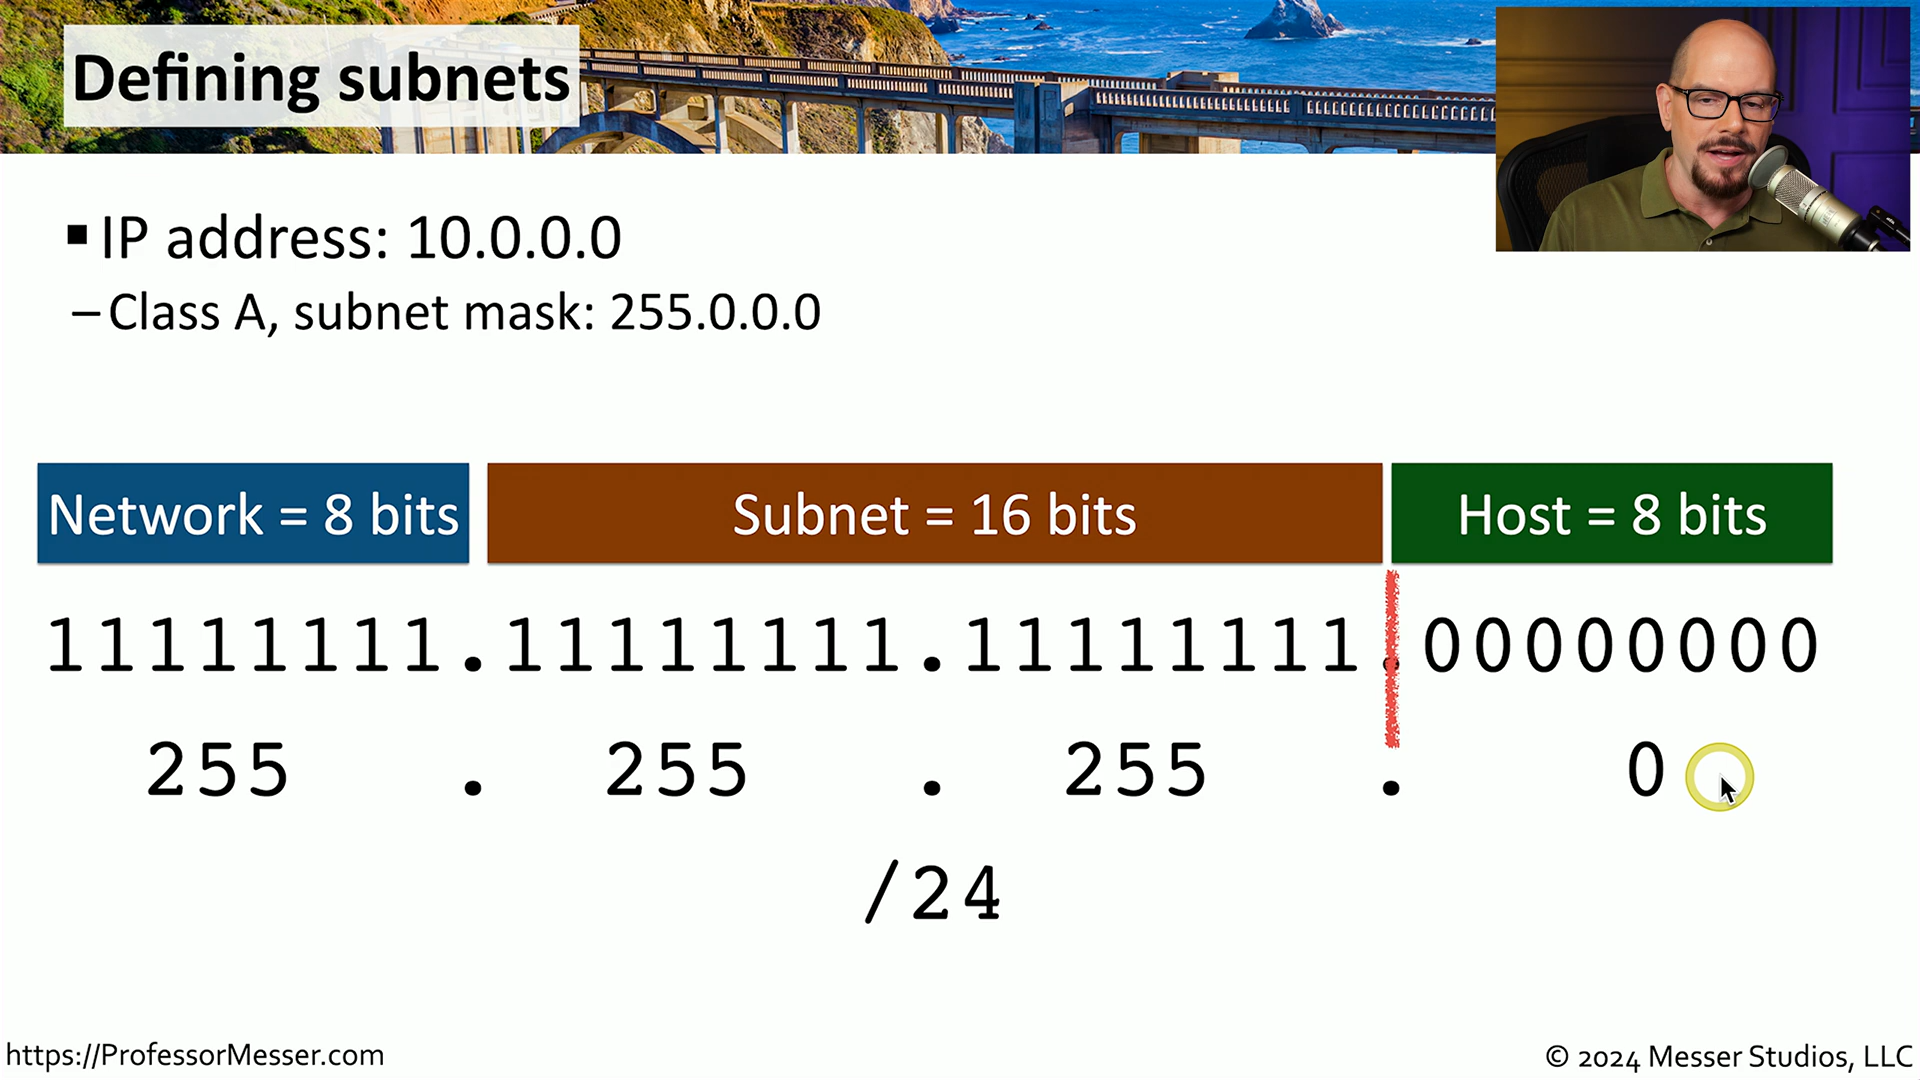 Defining subnets
▪ IP address: 10.0.0.0
– Class A, subnet mask: 255.0.0.0
Network = 8 bits Subnet = 16 bits Host = 8 bits
11111111.11111111.11111111.00000000
255 . 255 . 255 . 0
/24
https://ProfessorMesser.com © 2024 Messer Studios, LLC